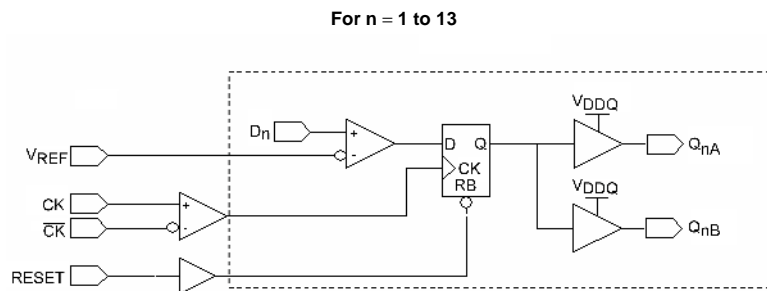 For n = 1 to 13
VDDQ
Dn
+
-
D Q
CK
RB
QnA
VREF
VDDQ
CK
+
CK
-
QnB
RESET